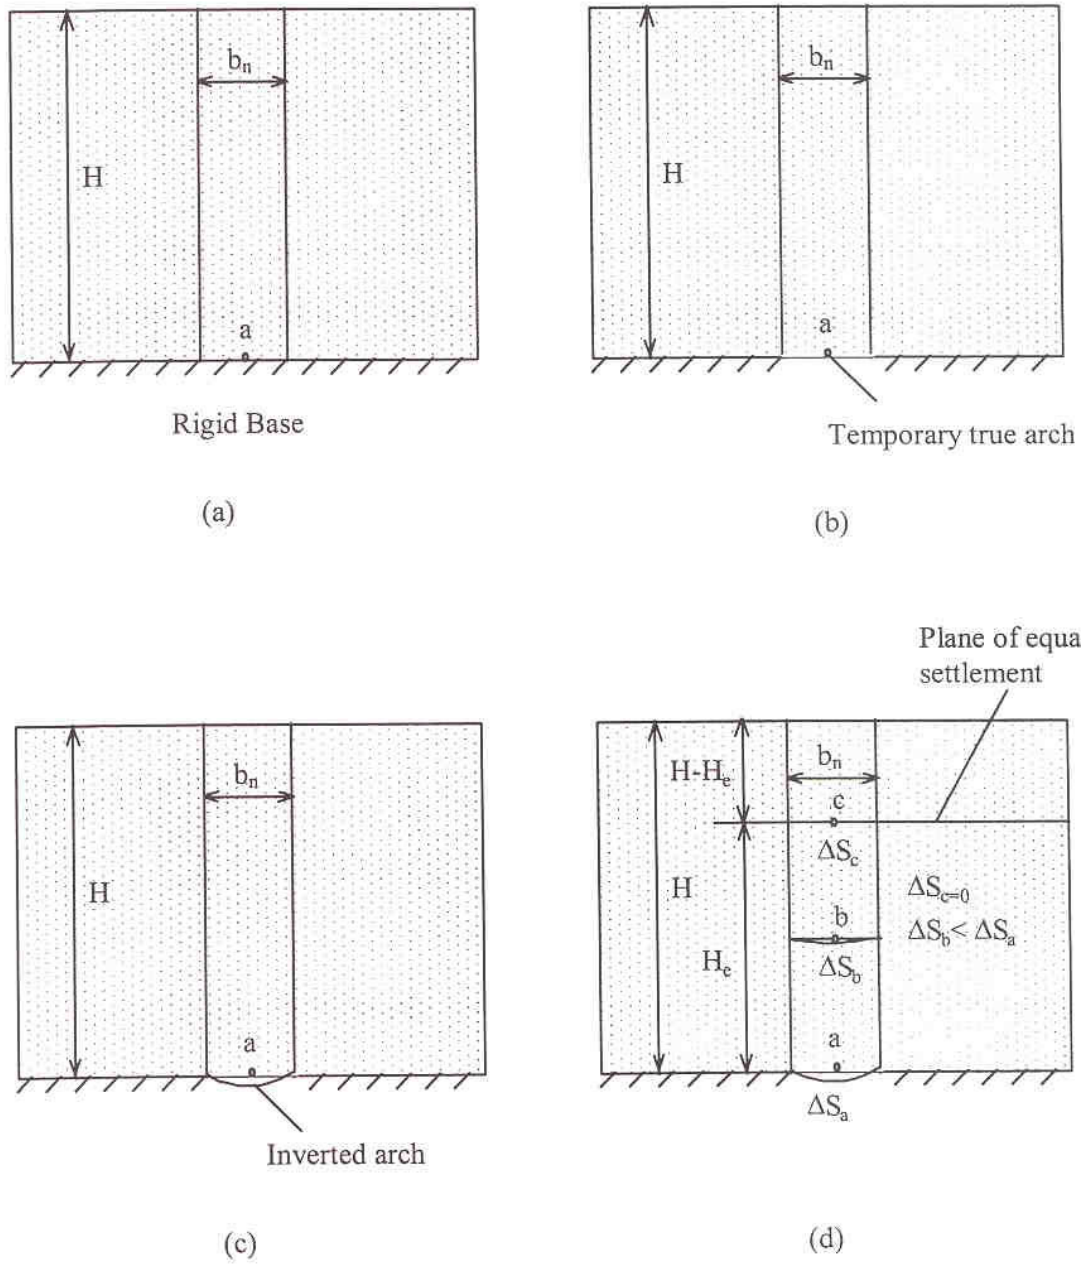 b_n
H
a
Rigid Base
(a)
b_n
H
a
Temporary true arch
(b)
b_n
H
a
Inverted arch
(c)
Plane of equa
settlement
H-H_e
b_n
c
ΔS_c
H
ΔS_c=0
b
ΔS_b< ΔS_a
H_e
ΔS_b
a
ΔS_a
(d)